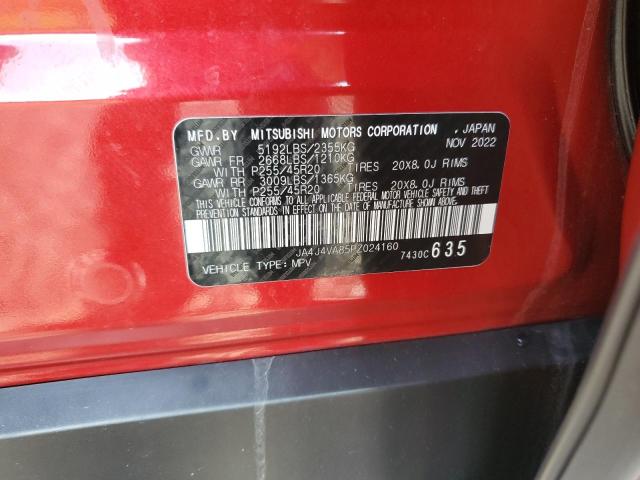 MFD.BY MITSUBISHI MOTORS CORPORATION , JAPAN
GVWR 5192LBS/2355KG NOV 2022
GAWR FR 2668LBS/1210KG
WITH P255/45R20 TIRES 20X8.0J RIMS
GAWR RR 3009LBS/1365KG
WITH P255/45R20 TIRES 20X8.0J RIMS
THIS VEHICLE CONFORMS TO ALL APPLICABLE FEDERAL MOTOR VEHICLE SAFETY AND THEFT
PREVENTION STANDARDS IN EFFECT ON THE DATE OF MANUFACTURE SHOWN ABOVE.
JA4J4VA85PZ024160
VEHICLE TYPE: MPV 7430C 635